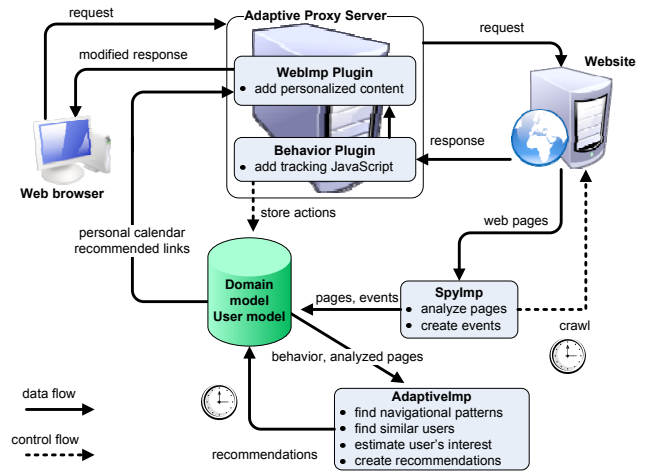 Adaptive Proxy Server
request
request
modified response
WebImp Plugin
• add personalized content
Website
Behavior Plugin
• add tracking JavaScript
response
Web browser
store actions
personal calendar
recommended links
web pages
Domain
model
User model
pages, events
SpyImp
• analyze pages
• create events
crawl
behavior, analyzed pages
AdaptiveImp
• find navigational patterns
• find similar users
• estimate user's interest
• create recommendations
recommendations
data flow
control flow